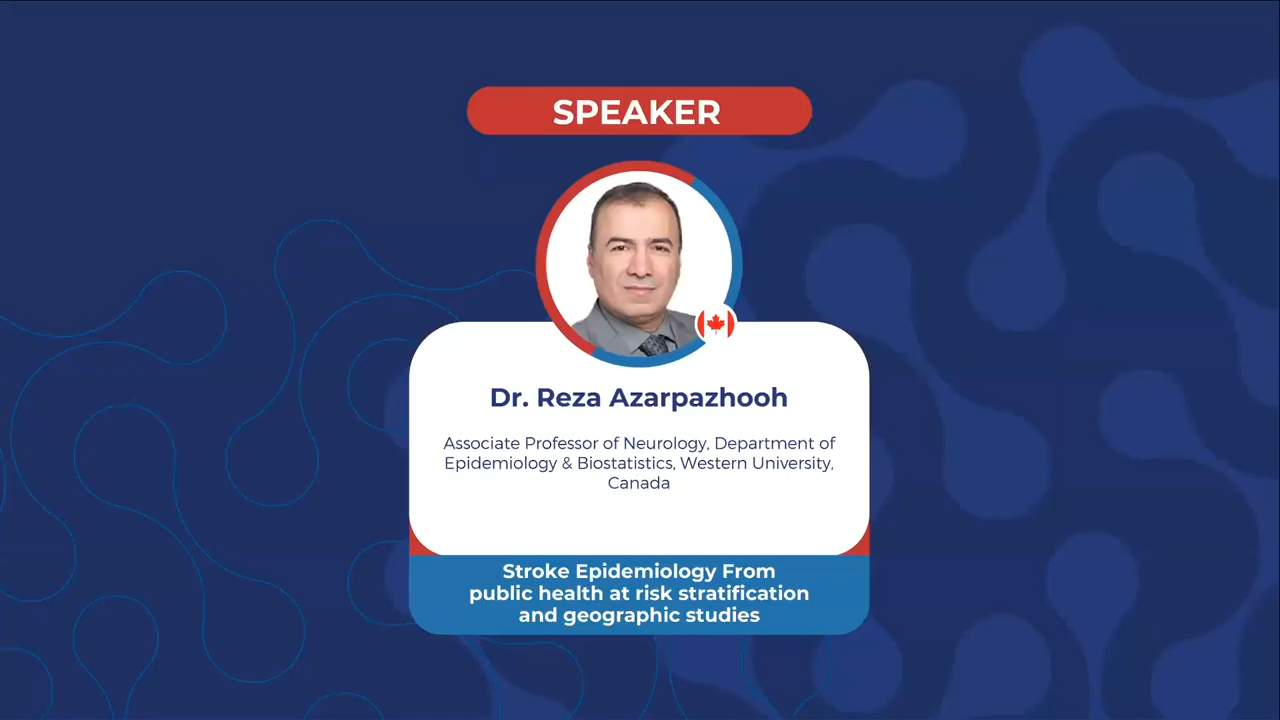 SPEAKER
Dr. Reza Azarpazhooh
Associate Professor of Neurology, Department of
Epidemiology & Biostatistics, Western University,
Canada
Stroke Epidemiology From
public health at risk stratification
and geographic studies